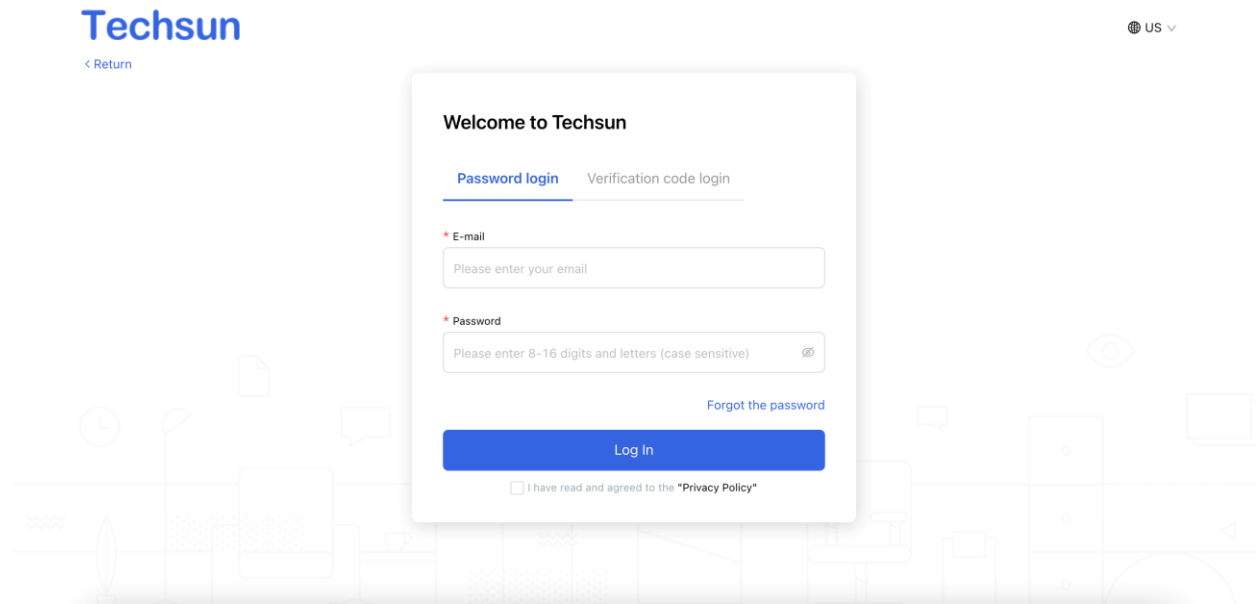 Techsun
US
< Return
Welcome to Techsun
Password login Verification code login
* E-mail
Please enter your email
* Password
Please enter 8-16 digits and letters (case sensitive)
Forgot the password
Log In
I have read and agreed to the "Privacy Policy"